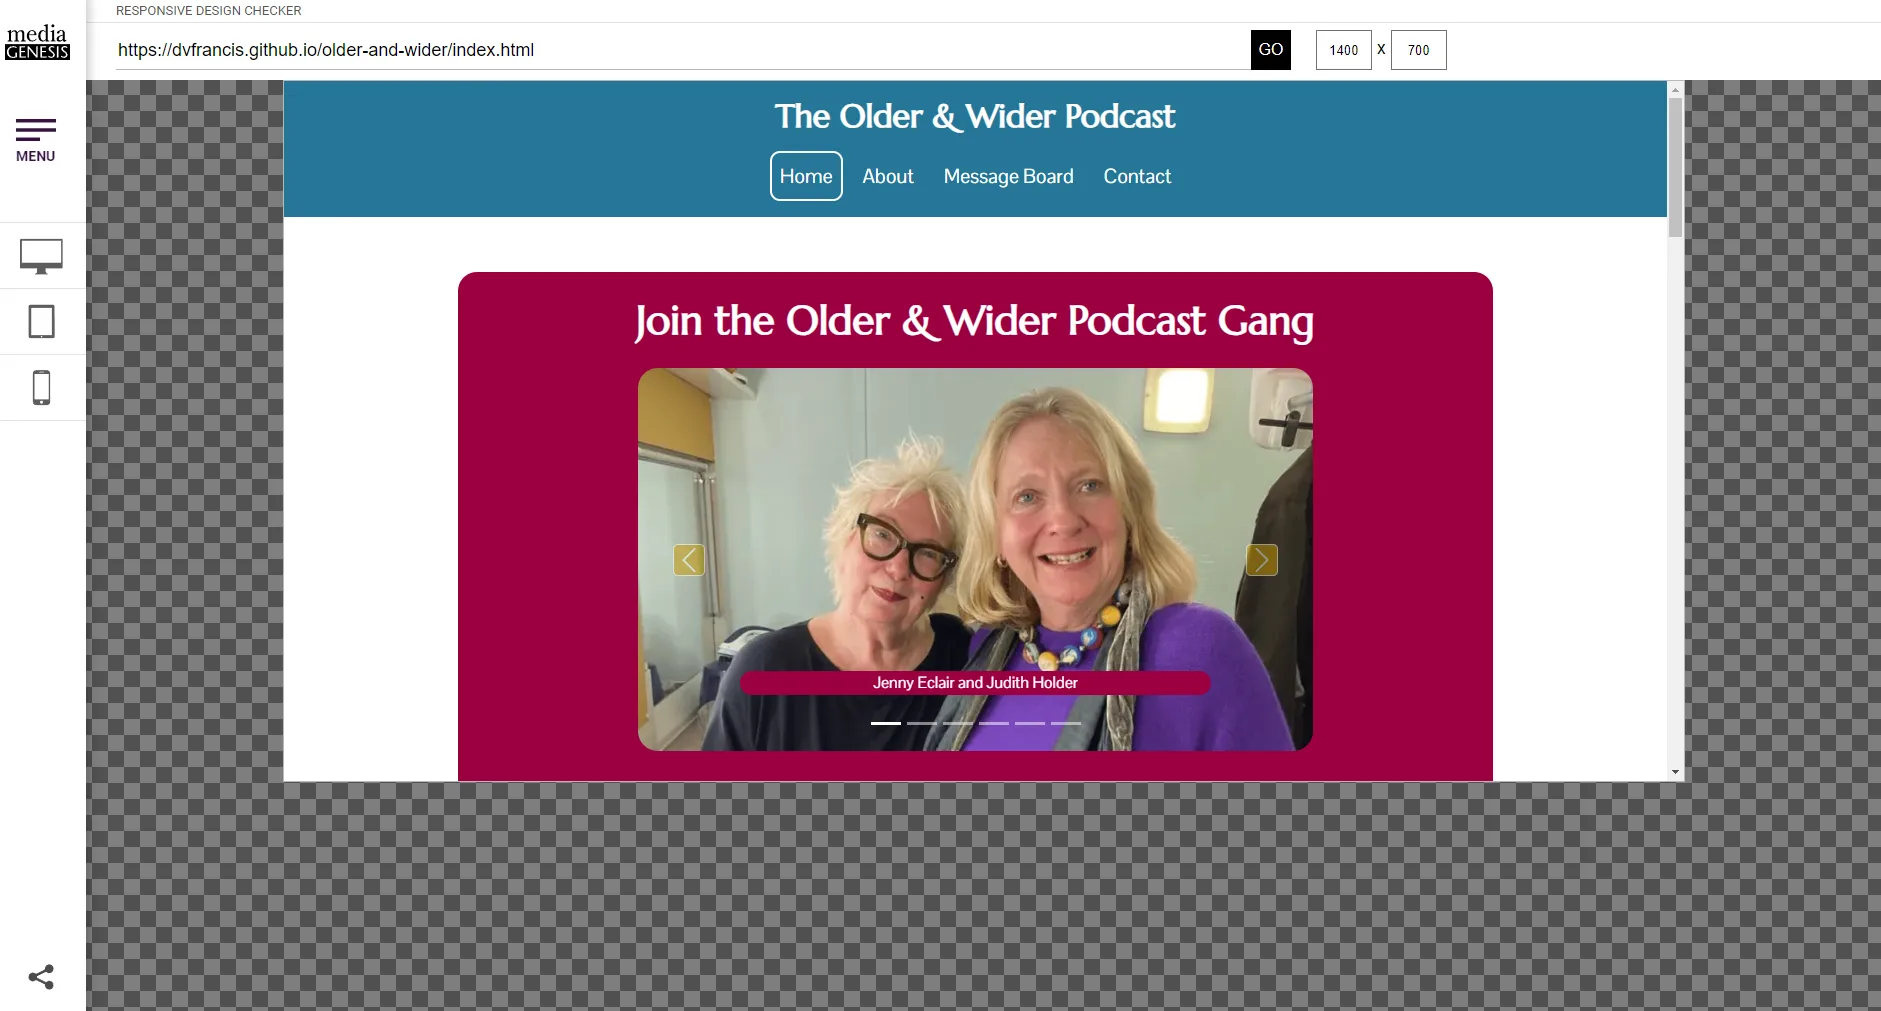 RESPONSIVE DESIGN CHECKER
media
GENESIS
https://dvfrancis.github.io/older-and-wider/index.html
GO
1400 x 700
MENU
The Older & Wider Podcast
Home About Message Board Contact
Join the Older & Wider Podcast Gang
Jenny Eclair and Judith Holder